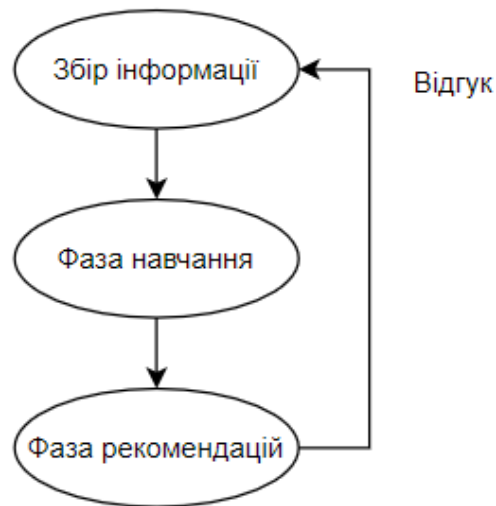 Збір інформації
Відгук
Фаза навчання
Фаза рекомендацій